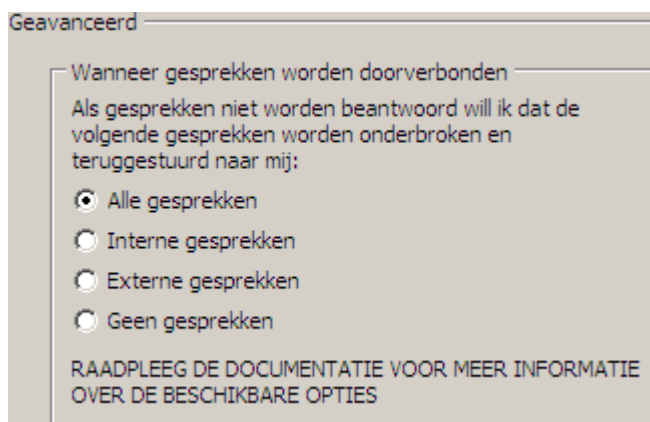 Geavanceerd
Wanneer gesprekken worden doorverbonden
Als gesprekken niet worden beantwoord will ik dat de
volgende gesprekken worden onderbroken en
teruggestuurd naar mij:
Alle gesprekken
Interne gesprekken
Externe gesprekken
Geen gesprekken
RAADPLEEG DE DOCUMENTATIE VOOR MEER INFORMATIE
OVER DE BESCHIKBARE OPTIES